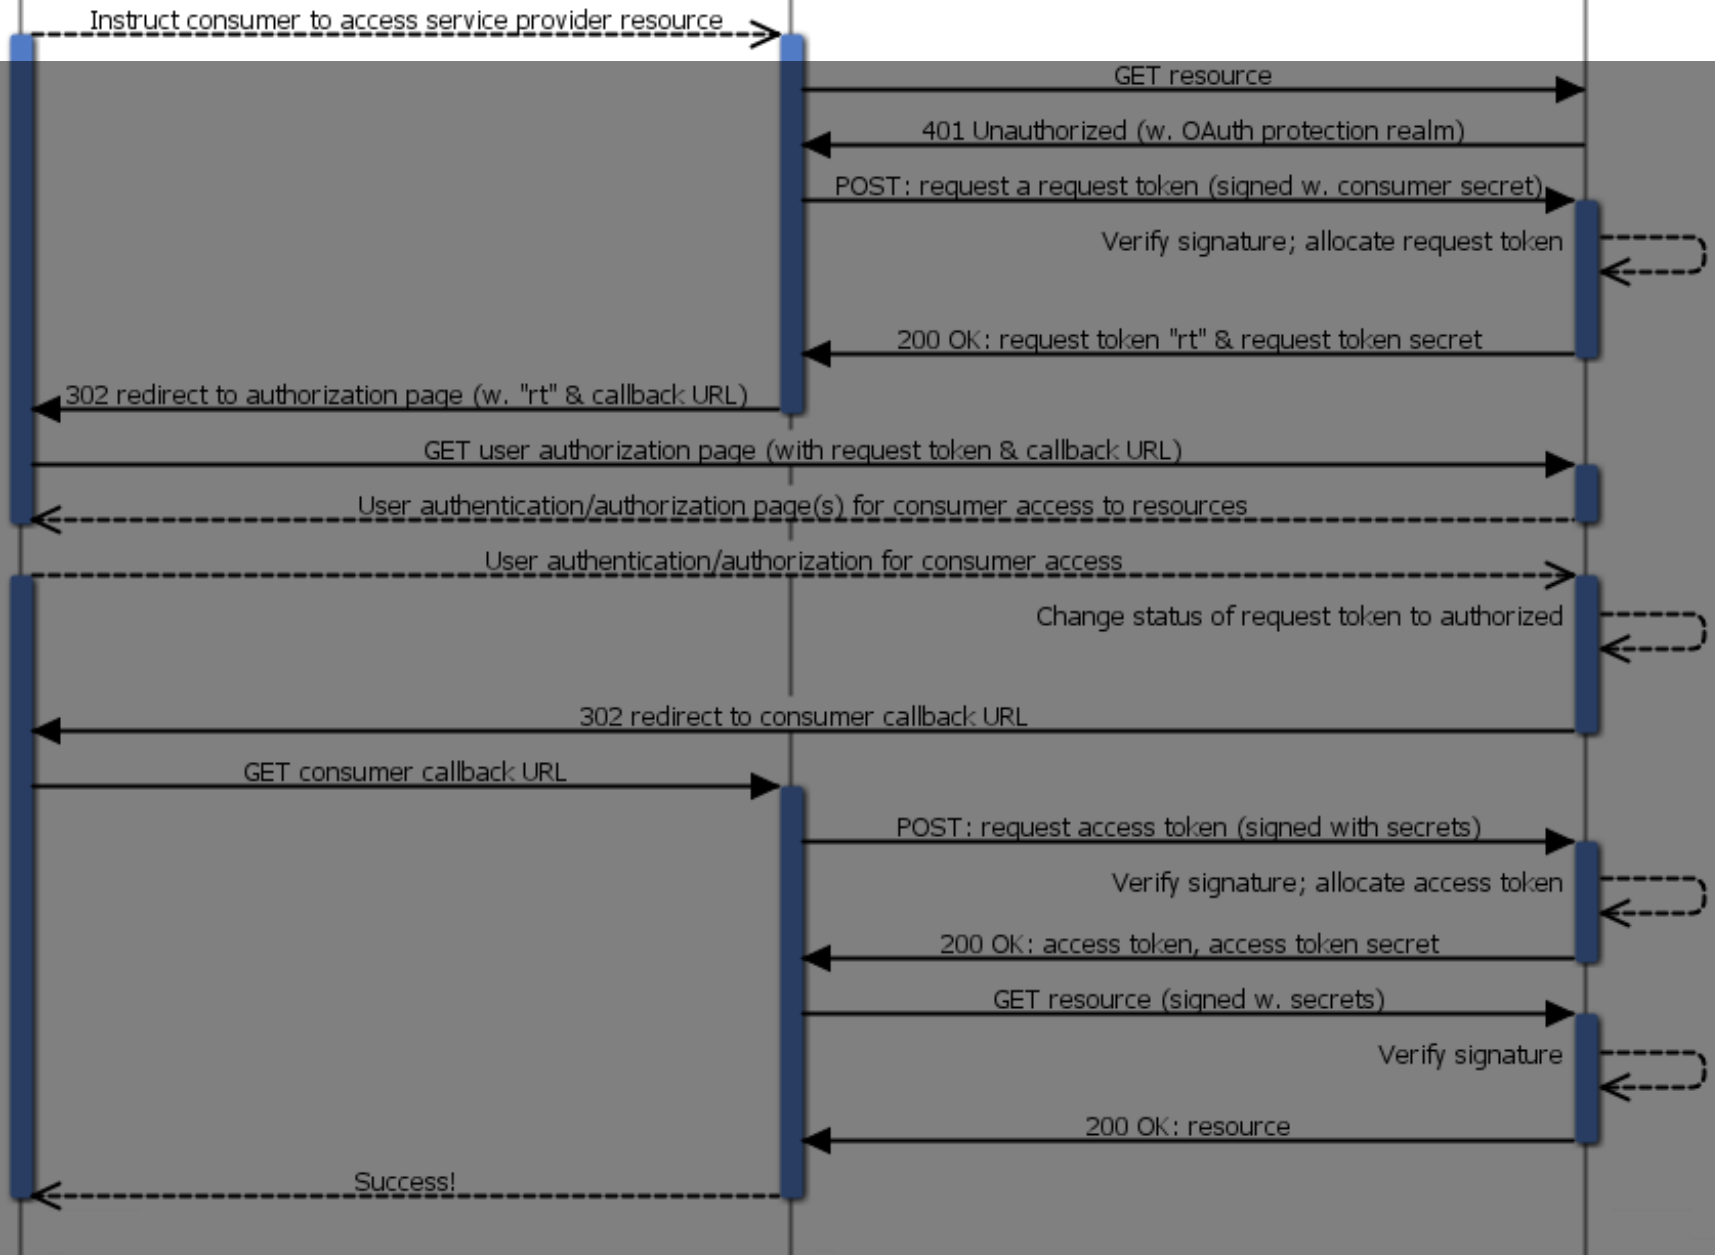 Instruct consumer to access service provider resource
GET resource
401 Unauthorized (w. OAuth protection realm)
POST: request a request token (signed w. consumer secret)
Verify signature; allocate request token
200 OK: request token "rt" & request token secret
302 redirect to authorization page (w. "rt" & callback URL)
GET user authorization page (with request token & callback URL)
User authentication/authorization page(s) for consumer access to resources
User authentication/authorization for consumer access
Change status of request token to authorized
302 redirect to consumer callback URL
GET consumer callback URL
POST: request access token (signed with secrets)
Verify signature; allocate access token
200 OK: access token, access token secret
GET resource (signed w. secrets)
Verify signature
200 OK: resource
Success!